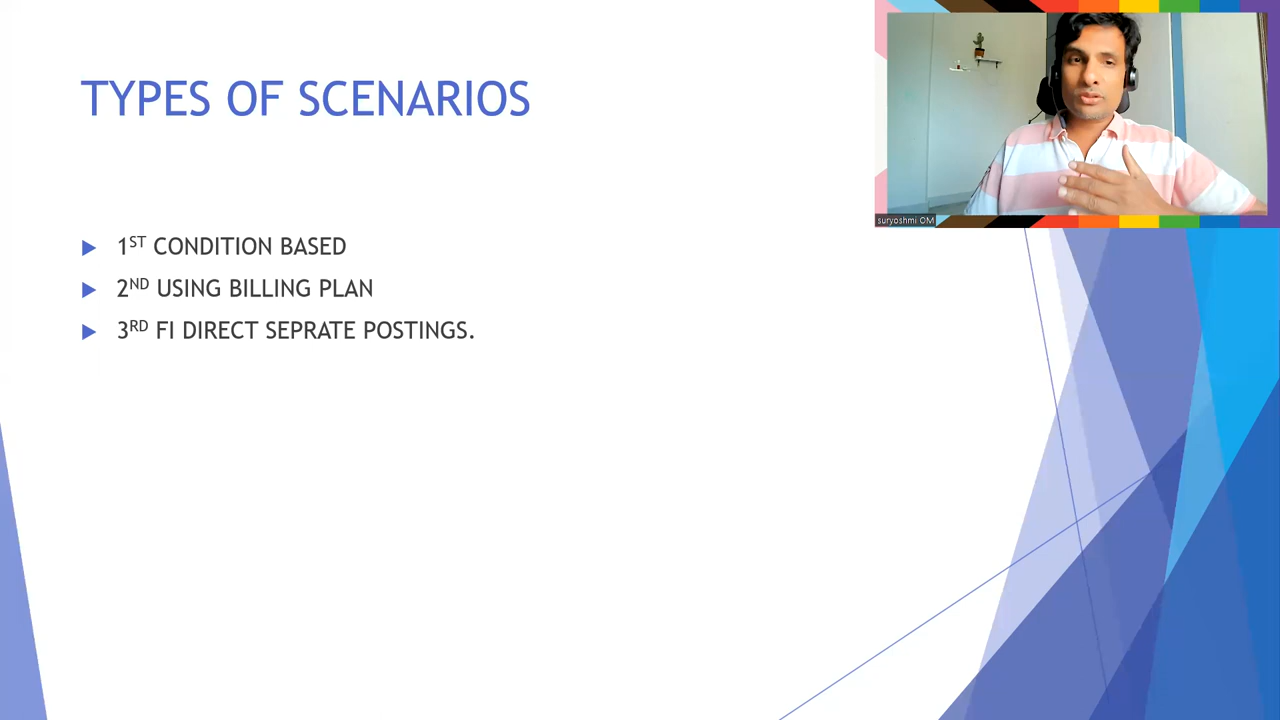 TYPES OF SCENARIOS
1ST CONDITION BASED
2ND USING BILLING PLAN
3RD FI DIRECT SEPRATE POSTINGS.
suryoshmi OM